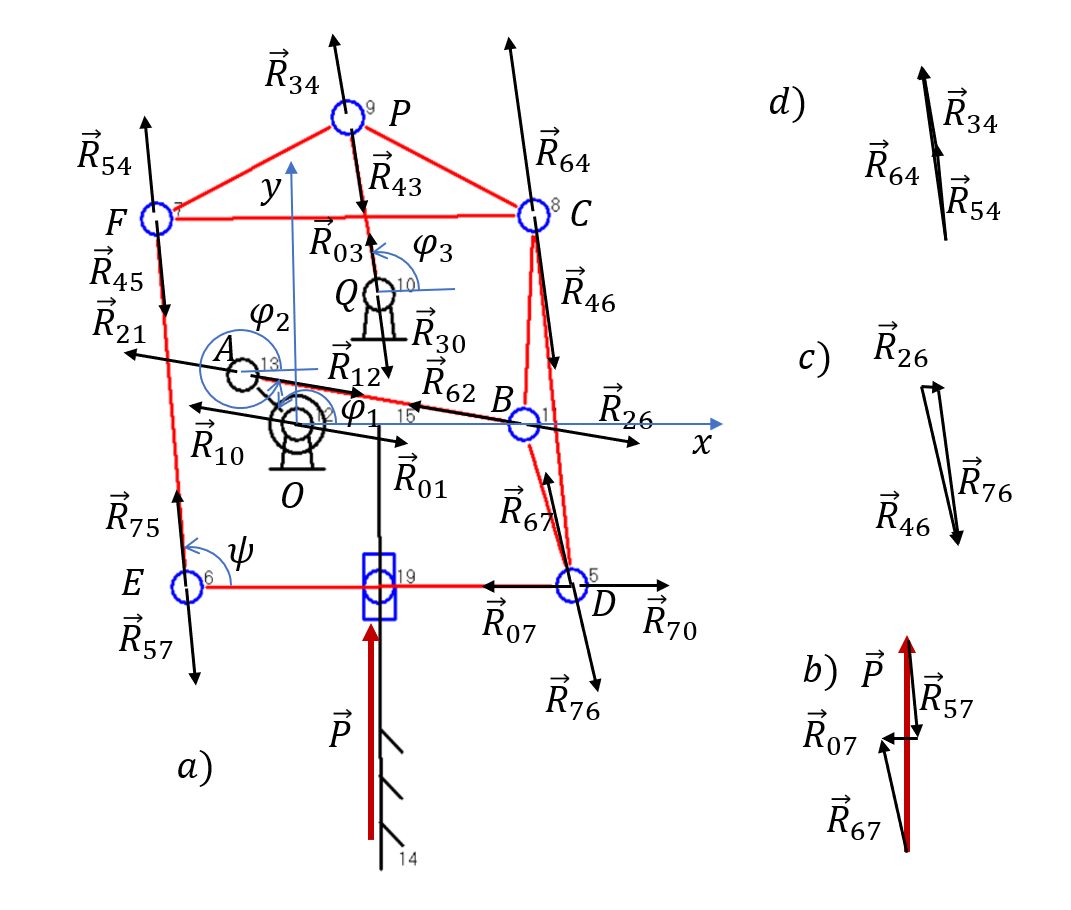 R⃗₃₄
9 P
d)
R⃗₃₄
R⃗₆₄
R⃗₅₄
R⃗₅₄
R⃗₆₄
R⃗₄₃
y
F 7
8 C
R⃗₀₃ φ₃
R⃗₄₅
Q 10
R⃗₄₆
R⃗₂₁
φ₂
R⃗₃₀
R⃗₂₆
A 13
R⃗₁₂
R⃗₆₂
c)
B 1
R⃗₂₆
φ₁
12 15
x
R⃗₁₀
R⃗₀₁
O
R⃗₇₆
R⃗₄₆
R⃗₇₅
R⃗₆₇
ψ
E 6
19
5
D
R⃗₅₇
R⃗₀₇
R⃗₇₀
R⃗₇₆
b) P⃗
R⃗₅₇
P⃗
R⃗₀₇
a)
R⃗₆₇
14